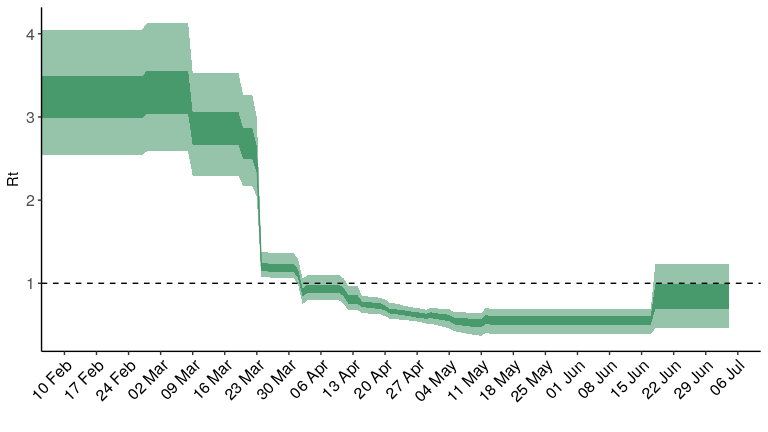 4
3
2
1
Rt
10 Feb
17 Feb
24 Feb
02 Mar
09 Mar
16 Mar
23 Mar
30 Mar
06 Apr
13 Apr
20 Apr
27 Apr
04 May
11 May
18 May
25 May
01 Jun
08 Jun
15 Jun
22 Jun
29 Jun
06 Jul